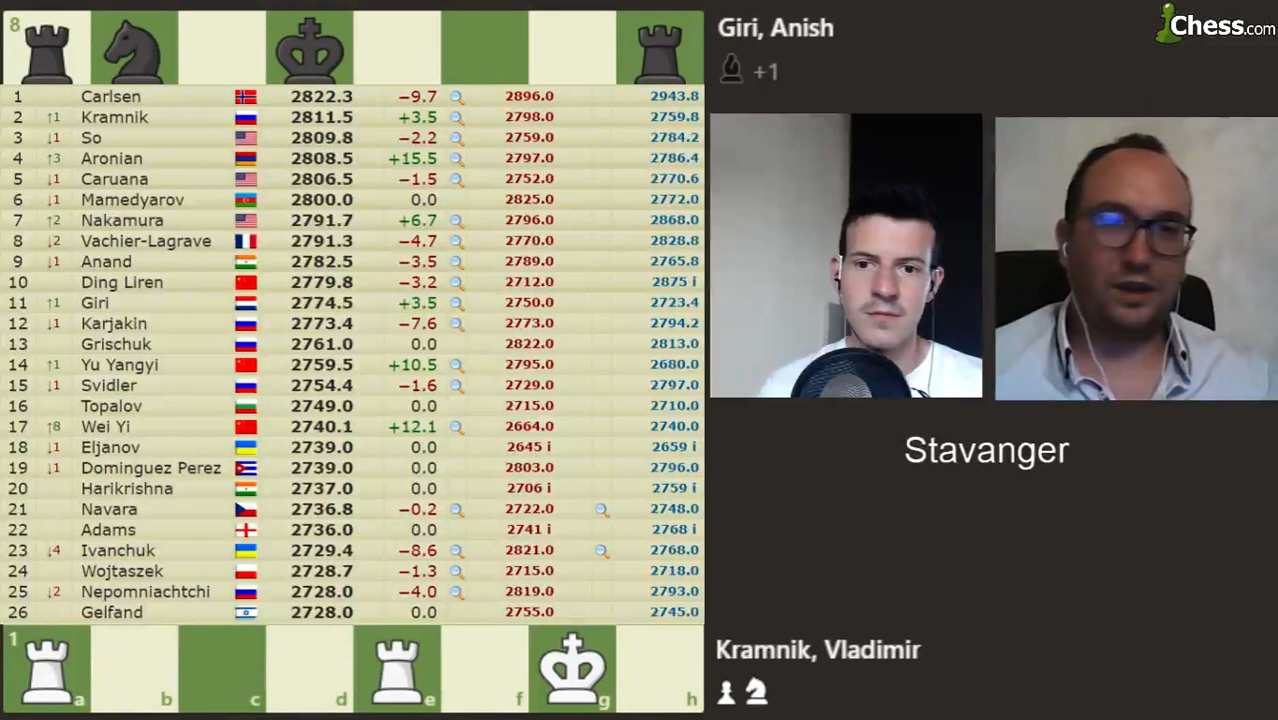 8
Giri, Anish
Chess.com
+1
1 Carlsen 2822.3 −9.7 2896.0 2943.8
2 ↑1 Kramnik 2811.5 +3.5 2798.0 2759.8
3 ↓1 So 2809.8 −2.2 2759.0 2784.2
4 ↑3 Aronian 2808.5 +15.5 2797.0 2786.4
5 ↓1 Caruana 2806.5 −1.5 2752.0 2770.6
6 ↓1 Mamedyarov 2800.0 0.0 2825.0 2772.0
7 ↑2 Nakamura 2791.7 +6.7 2796.0 2868.0
8 ↓2 Vachier-Lagrave 2791.3 −4.7 2770.0 2828.8
9 ↓1 Anand 2782.5 −3.5 2789.0 2765.8
10 Ding Liren 2779.8 −3.2 2712.0 2875 i
11 ↑1 Giri 2774.5 +3.5 2750.0 2723.4
12 ↓1 Karjakin 2773.4 −7.6 2773.0 2794.2
13 Grischuk 2761.0 0.0 2822.0 2813.0
14 ↑1 Yu Yangyi 2759.5 +10.5 2795.0 2680.0
15 ↓1 Svidler 2754.4 −1.6 2729.0 2797.0
16 Topalov 2749.0 0.0 2715.0 2710.0
17 ↑8 Wei Yi 2740.1 +12.1 2664.0 2740.0
18 ↓1 Eljanov 2739.0 0.0 2645 i 2659 i
19 ↓1 Dominguez Perez 2739.0 0.0 2803.0 2796.0
20 Harikrishna 2737.0 0.0 2706 i 2759 i
21 Navara 2736.8 −0.2 2722.0 2748.0
22 Adams 2736.0 0.0 2741 i 2768 i
23 ↓4 Ivanchuk 2729.4 −8.6 2821.0 2768.0
24 Wojtaszek 2728.7 −1.3 2715.0 2718.0
25 ↓2 Nepomniachtchi 2728.0 −4.0 2819.0 2793.0
26 Gelfand 2728.0 0.0 2755.0 2745.0
Stavanger
1
Kramnik, Vladimir
a b c d e f g h